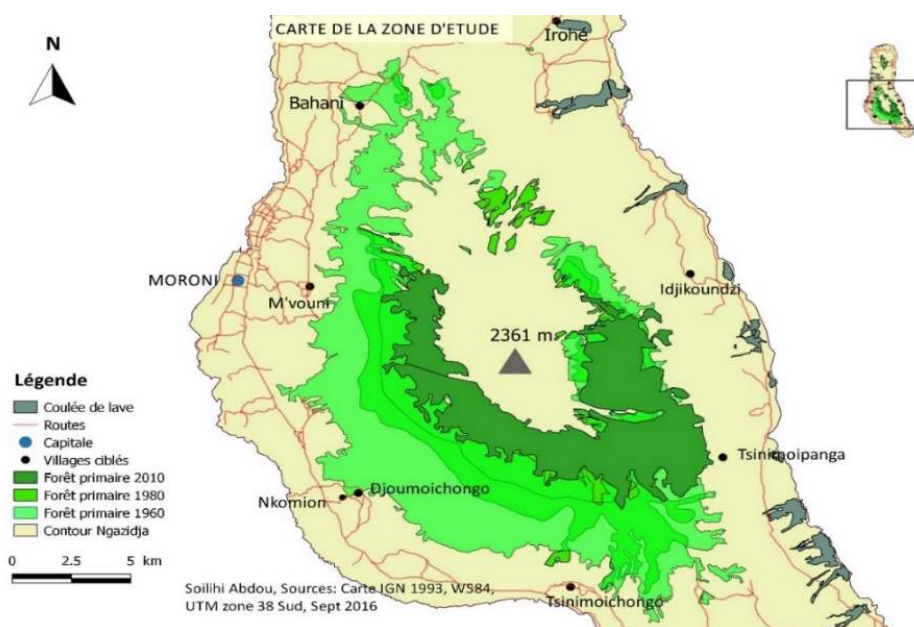 CARTE DE LA ZONE D'ETUDE
Irohé
N
Bahani
MORONI
M'vouni
Idjikoundzi
2361 m
Légende
Coulée de lave
Routes
Capitale
Villages ciblés
Forêt primaire 2010
Forêt primaire 1980
Forêt primaire 1960
Contour Ngazidja
Tsinimoipanga
Nkomion
Djoumoichongo
0 2.5 5 km
Soilihi Abdou, Sources: Carte IGN 1993, WS84,
UTM zone 38 Sud, Sept 2016
Tsinimoichongo